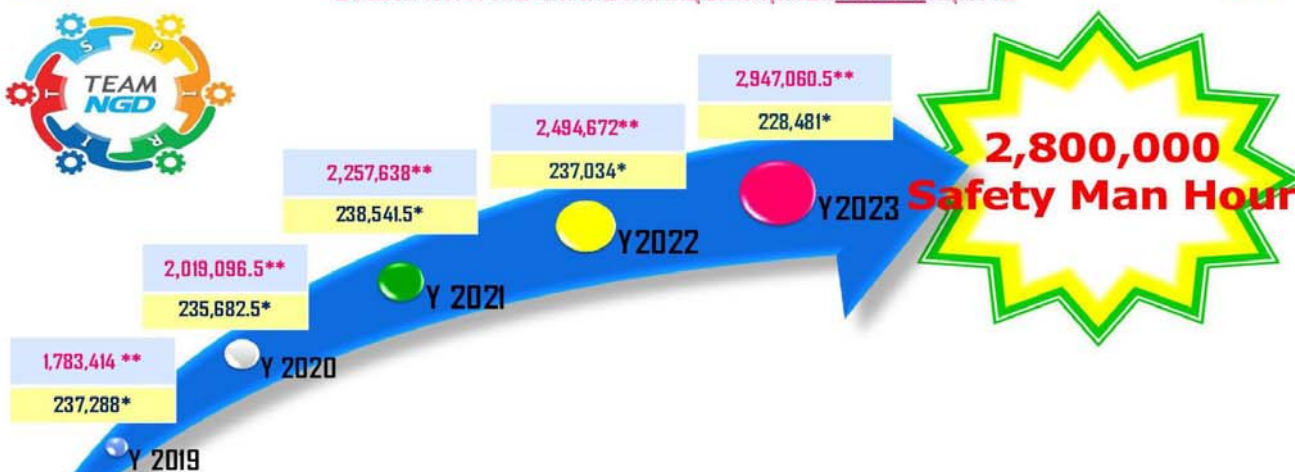 S P I R I T
TEAM
NGD
2,947,060.5**
228,481*
2,494,672**
237,034*
2,257,638**
238,541.5*
2,019,096.5**
235,682.5*
1,783,414 **
237,288*
Y 2019
Y 2020
Y 2021
Y2022
Y2023
2,800,000
Safety Man Hour